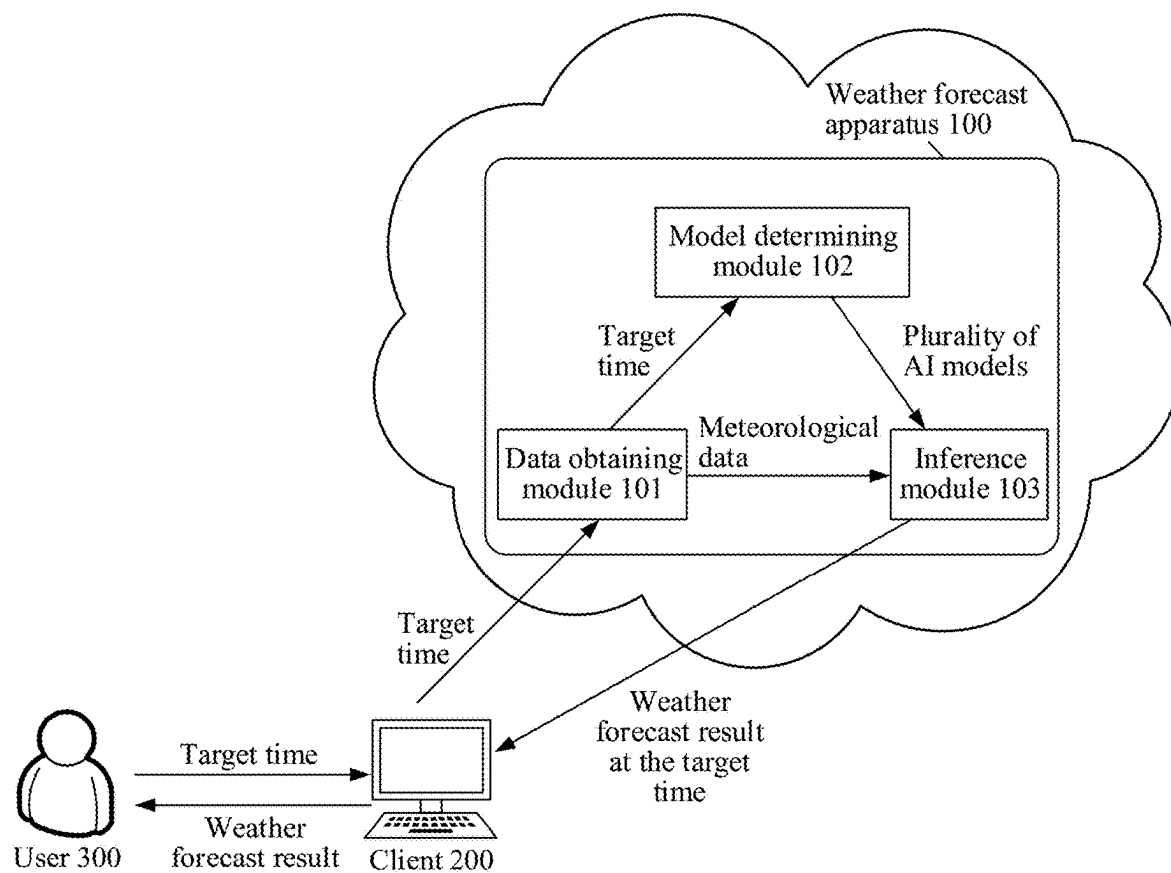 Weather forecast
apparatus 100
Model determining
module 102
Target
time
Plurality of
AI models
Meteorological
data
Data obtaining
module 101
Inference
module 103
Target
time
Weather
forecast result
at the target
time
Target time
Weather
forecast result
User 300
Client 200